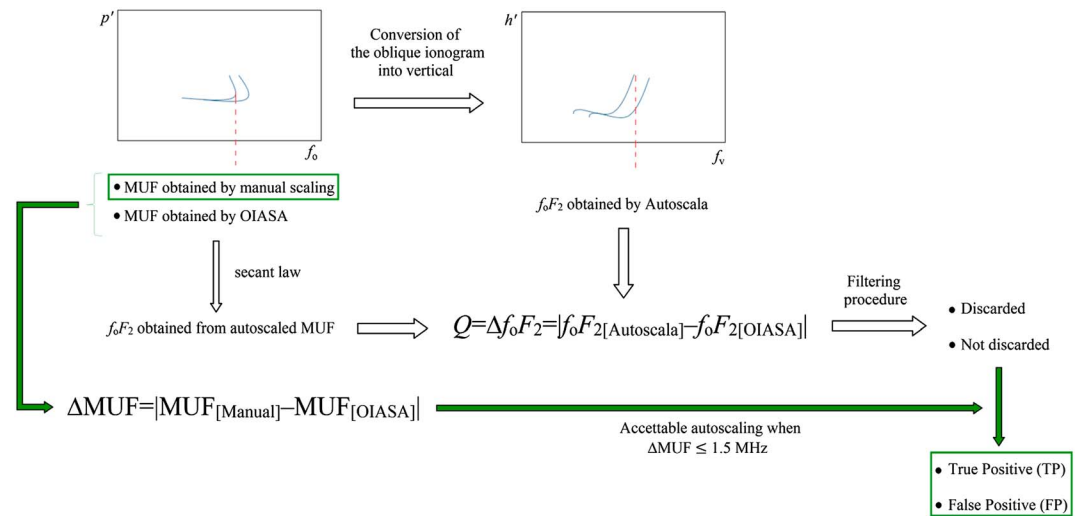 p′
h′
Conversion of
the oblique ionogram
into vertical
fo
fv
• MUF obtained by manual scaling
• MUF obtained by OIASA
foF2 obtained by Autoscala
secant law
Filtering
procedure
foF2 obtained from autoscaled MUF
Q=ΔfoF2=|foF2[Autoscala]–foF2[OIASA]|
• Discarded
• Not discarded
ΔMUF=|MUF[Manual]–MUF[OIASA]|
Accettable autoscaling when
ΔMUF ≤ 1.5 MHz
• True Positive (TP)
• False Positive (FP)